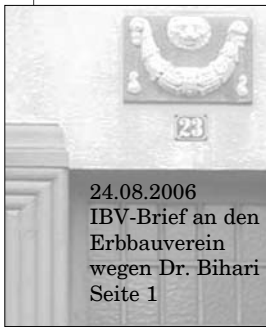 23
24.08.2006
IBV-Brief an den
Erbbauverein
wegen Dr. Bihari
Seite 1